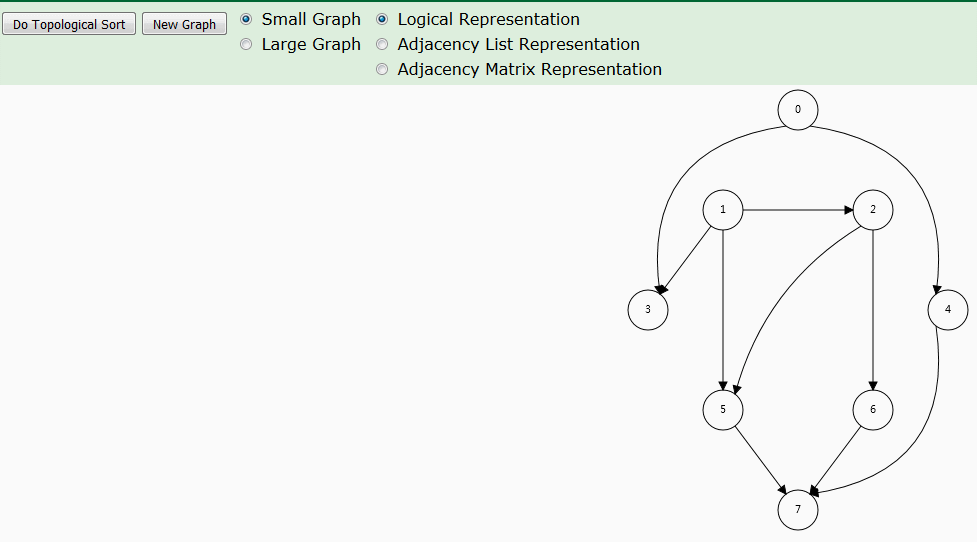 Do Topological Sort New Graph Small Graph Logical Representation
Large Graph Adjacency List Representation
Adjacency Matrix Representation
0
1 2
3 4
5 6
7